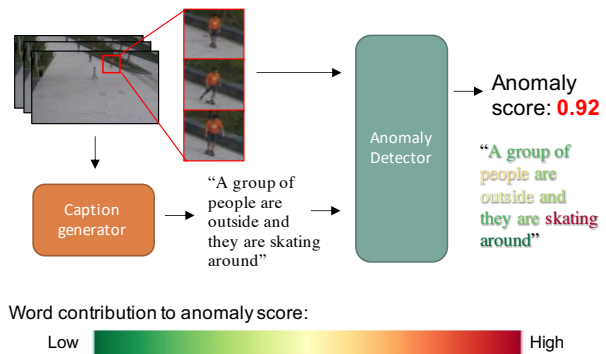 Caption
generator
“A group of
people are
outside and
they are skating
around”
Anomaly
Detector
Anomaly
score: 0.92
“A group of
people are
outside and
they are skating
around”
Word contribution to anomaly score:
Low
High